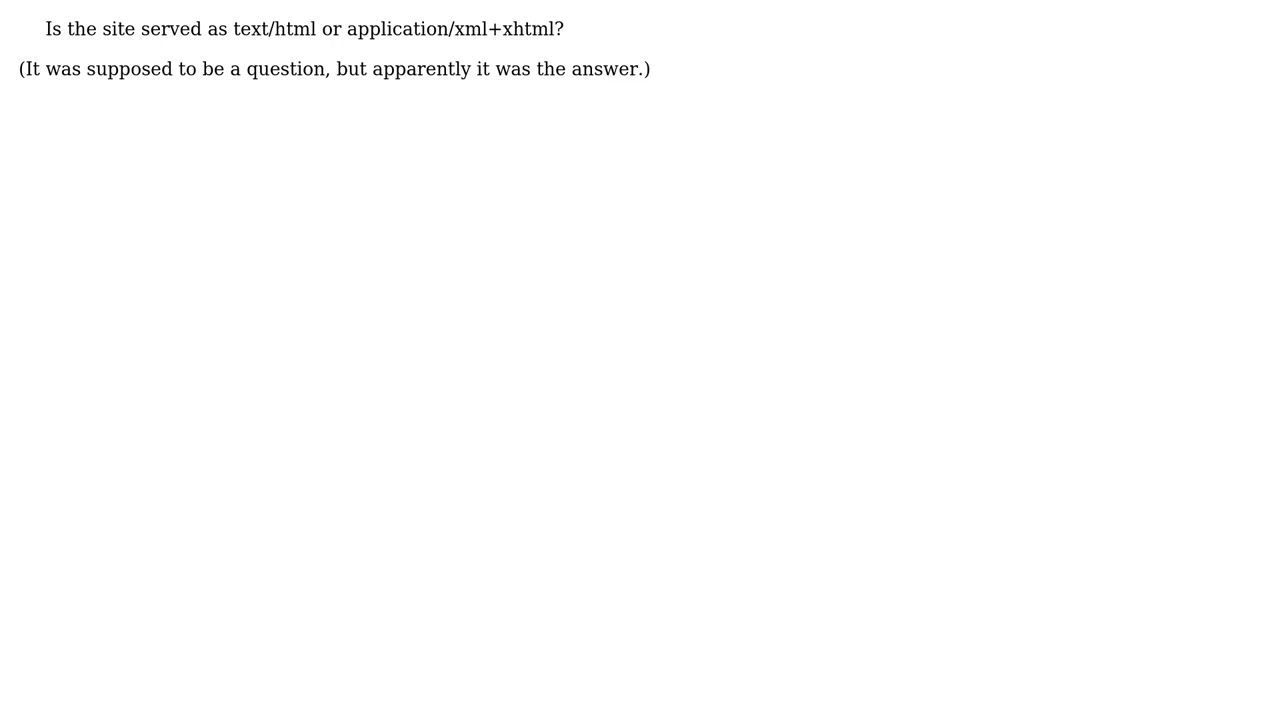 Is the site served as text/html or application/xml+xhtml?
(It was supposed to be a question, but apparently it was the answer.)